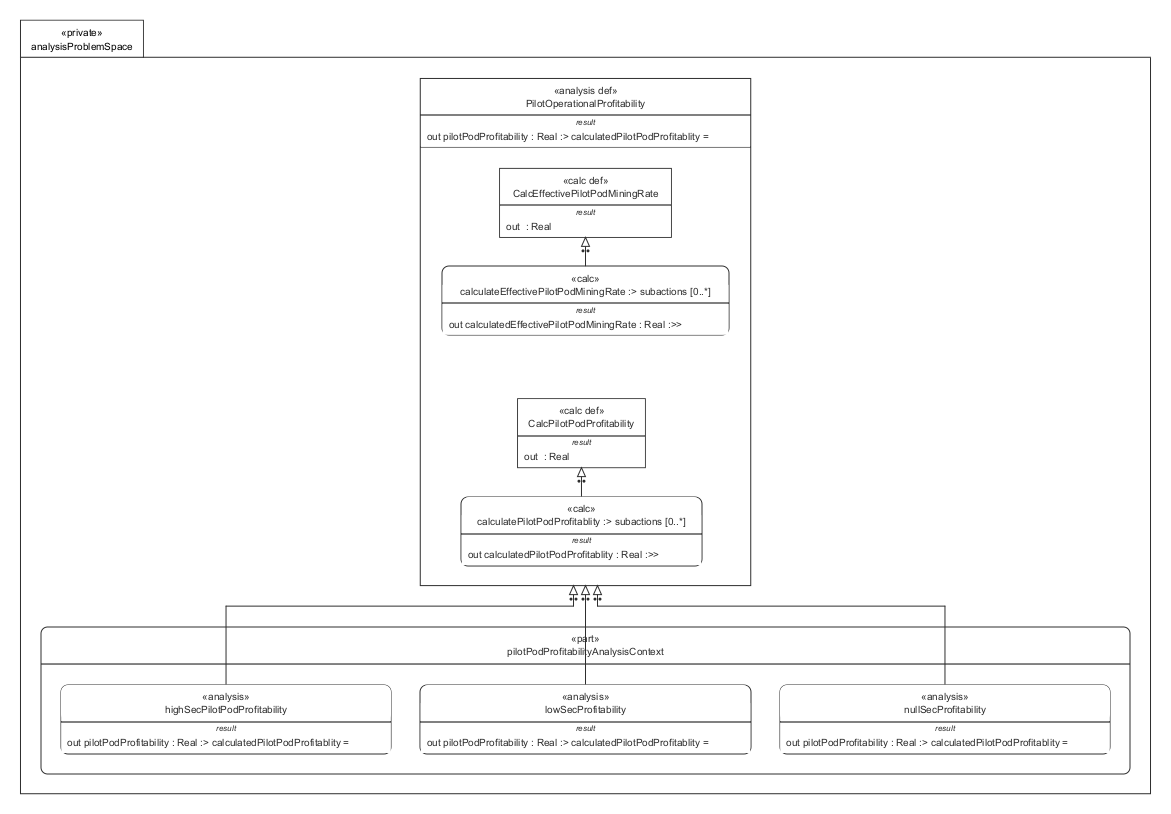 «private»
analysisProblemSpace
«analysis def»
PilotOperationalProfitability
result
out pilotPodProfitability : Real :> calculatedPilotPodProfitablity =
«calc def»
CalcEffectivePilotPodMiningRate
result
out  : Real
«calc»
calculateEffectivePilotPodMiningRate :> subactions [0..*]
result
out calculatedEffectivePilotPodMiningRate : Real :>>
«calc def»
CalcPilotPodProfitability
result
out  : Real
«calc»
calculatePilotPodProfitablity :> subactions [0..*]
result
out calculatedPilotPodProfitablity : Real :>>
«part»
pilotPodProfitabilityAnalysisContext
«analysis»
highSecPilotPodProfitability
result
out pilotPodProfitability : Real :> calculatedPilotPodProfitablity =
«analysis»
lowSecProfitability
result
out pilotPodProfitability : Real :> calculatedPilotPodProfitablity =
«analysis»
nullSecProfitability
result
out pilotPodProfitability : Real :> calculatedPilotPodProfitablity =